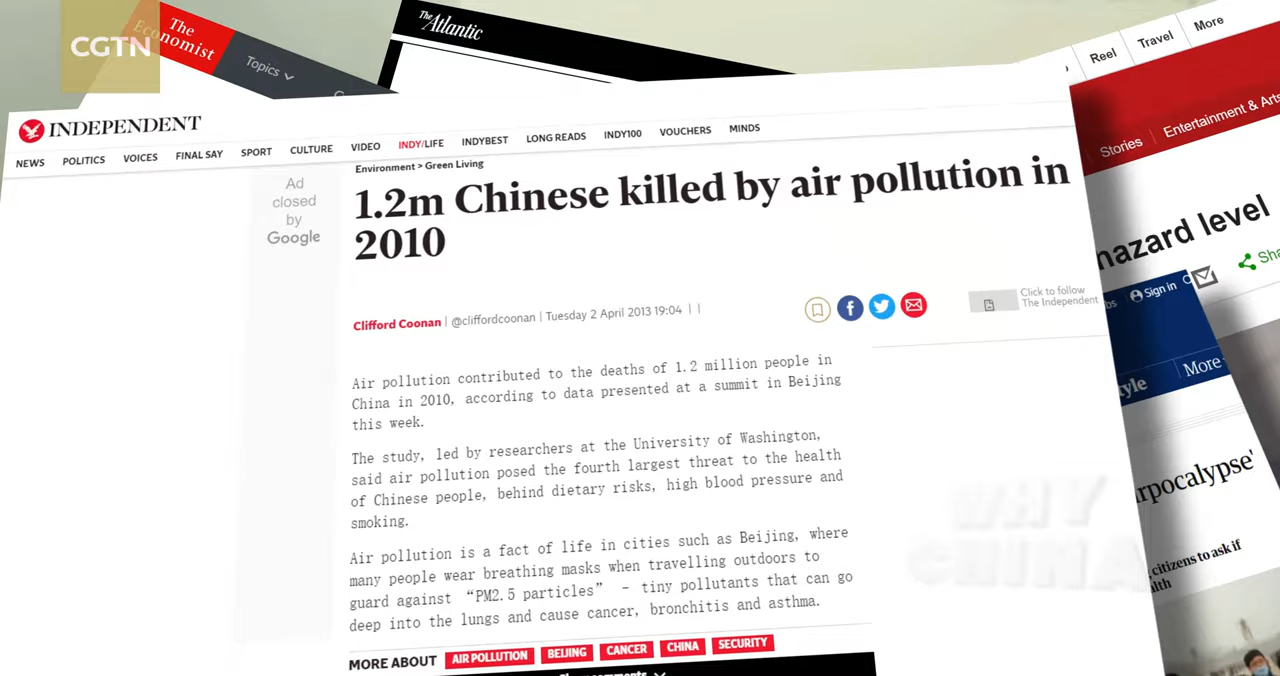 CGTN
The
Economist
Topics
The
Atlantic
Reel
Travel
More
Stories
Entertainment & Arts
hazard level
Sign in
More
tyle
rpocalypse'
citizens to ask if
INDEPENDENT
NEWS POLITICS VOICES FINAL SAY SPORT CULTURE VIDEO INDY/LIFE INDYBEST LONG READS INDY100 VOUCHERS MINDS
Environment > Green Living
Ad
closed
by
Google
1.2m Chinese killed by air pollution in
2010
Clifford Coonan | @cliffordcoonan | Tuesday 2 April 2013 19:04 | |
Click to follow
The Independent
Air pollution contributed to the deaths of 1.2 million people in
China in 2010, according to data presented at a summit in Beijing
this week.
The study, led by researchers at the University of Washington,
said air pollution posed the fourth largest threat to the health
of Chinese people, behind dietary risks, high blood pressure and
smoking.
Air pollution is a fact of life in cities such as Beijing, where
many people wear breathing masks when travelling outdoors to
guard against “PM2.5 particles” – tiny pollutants that can go
deep into the lungs and cause cancer, bronchitis and asthma.
MORE ABOUT AIR POLLUTION BEIJING CANCER CHINA SECURITY
WHY
CHINA